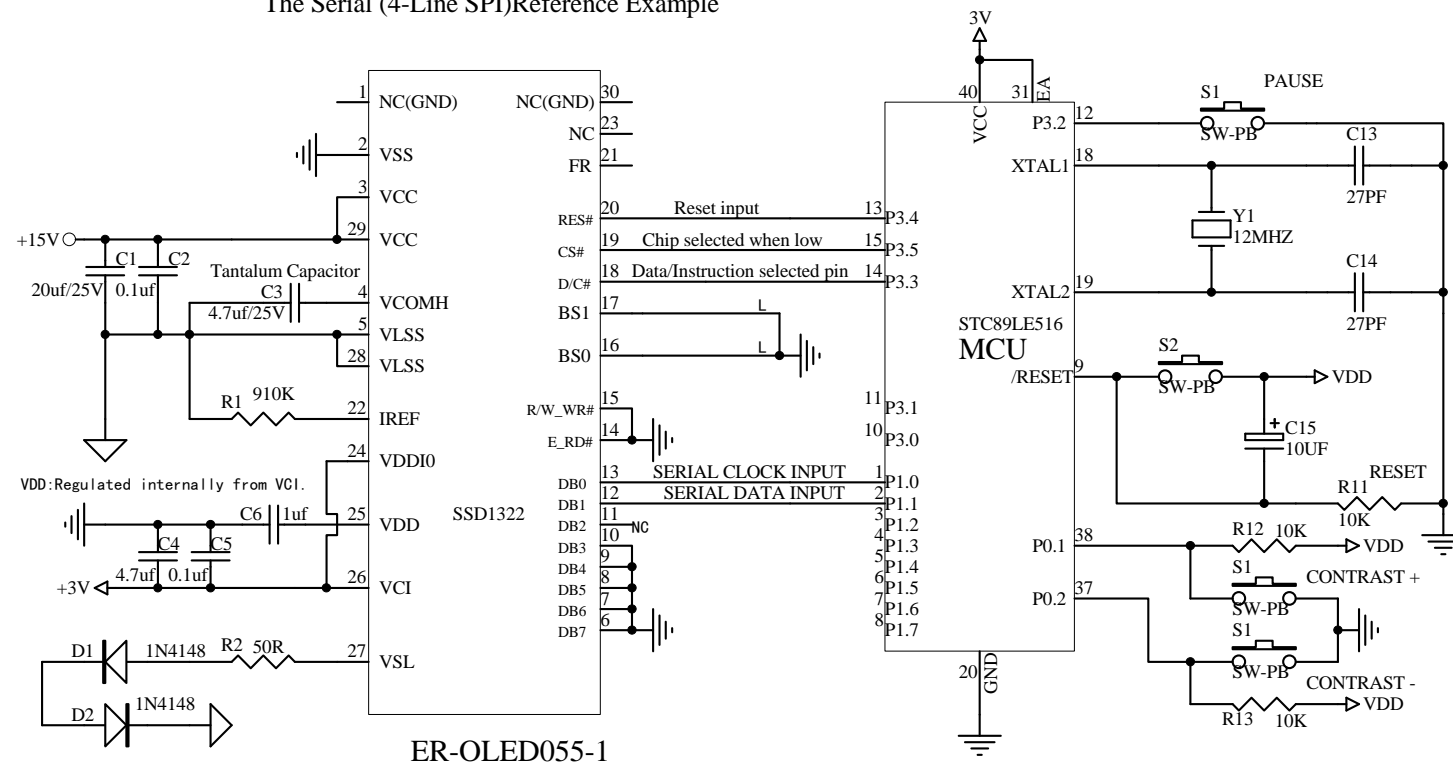 The Serial (4-Line SPI)Reference Example
3V
1 NC(GND)
NC(GND) 30
NC 23
2 VSS
FR 21
3 VCC
RES# 20 Reset input 13 P3.4
+15V 29 VCC
CS# 19 Chip selected when low 15 P3.5
C1 20uf/25V
C2 0.1uf
D/C# 18 Data/Instruction selected pin 14 P3.3
Tantalum Capacitor
C3 4.7uf/25V
4 VCOMH
BS1 17 L
5 VLSS
BS0 16 L
28 VLSS
R1 910K 22 IREF
R/W_WR# 15
E_RD# 14
24 VDDI0
VDD:Regulated internally from VCI.
DB0 13 SERIAL CLOCK INPUT 1 P1.0
DB1 12 SERIAL DATA INPUT 2 P1.1
C6 1uf 25 VDD
SSD1322
DB2 11 NC
DB3 10
DB4 9
DB5 8
DB6 7
DB7 6
C4 4.7uf
C5 0.1uf
+3V 26 VCI
D1 1N4148 R2 50R 27 VSL
D2 1N4148
ER-OLED055-1
40 VCC
31 EA
P3.2 12
S1 PAUSE
SW-PB
XTAL1 18
C13
27PF
Y1
12MHZ
XTAL2 19
C14
27PF
STC89LE516
MCU
/RESET 9
S2
SW-PB
VDD
+ C15
10UF
RESET
R11
10K
11 P3.1
10 P3.0
3 P1.2
4 P1.3
5 P1.4
6 P1.5
7 P1.6
8 P1.7
P0.1 38
R12 10K VDD
S1 CONTRAST +
SW-PB
P0.2 37
S1
SW-PB
CONTRAST -
R13 10K VDD
20 GND